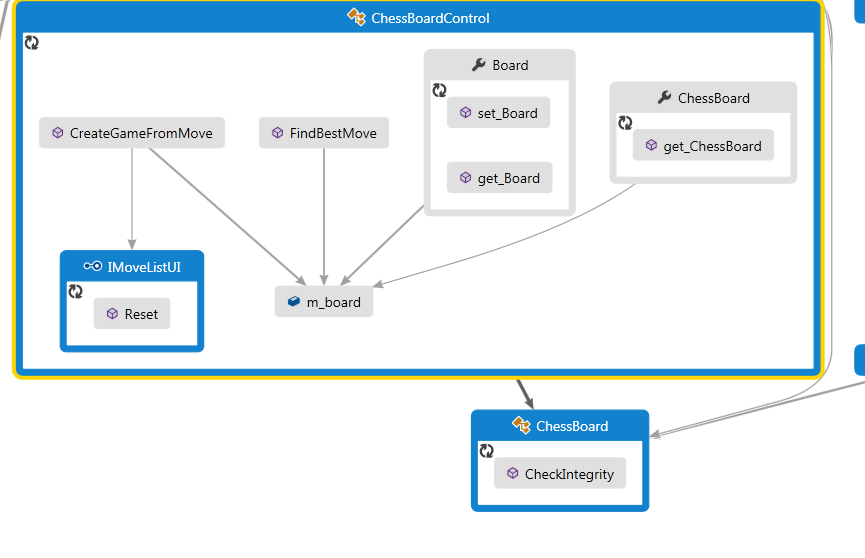 ChessBoardControl
Board
set_Board
get_Board
ChessBoard
get_ChessBoard
CreateGameFromMove
FindBestMove
IMoveListUI
Reset
m_board
ChessBoard
CheckIntegrity